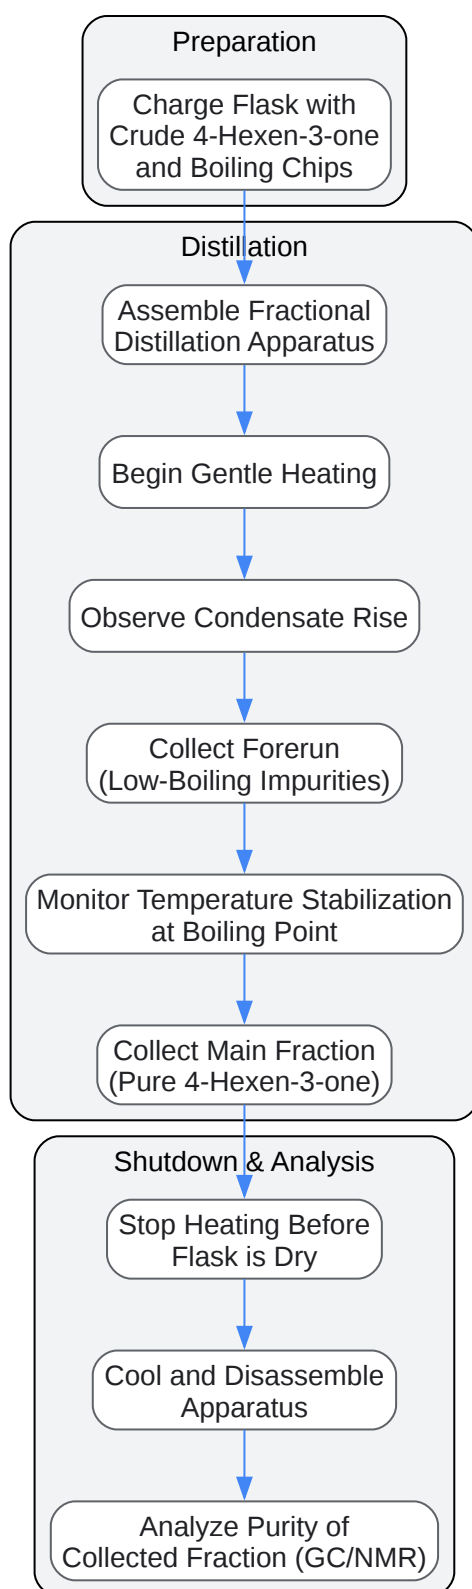 Preparation
Charge Flask with
Crude 4-Hexen-3-one
and Boiling Chips
Distillation
Assemble Fractional
Distillation Apparatus
Begin Gentle Heating
Observe Condensate Rise
Collect Forerun
(Low-Boiling Impurities)
Monitor Temperature Stabilization
at Boiling Point
Collect Main Fraction
(Pure 4-Hexen-3-one)
Shutdown & Analysis
Stop Heating Before
Flask is Dry
Cool and Disassemble
Apparatus
Analyze Purity of
Collected Fraction (GC/NMR)